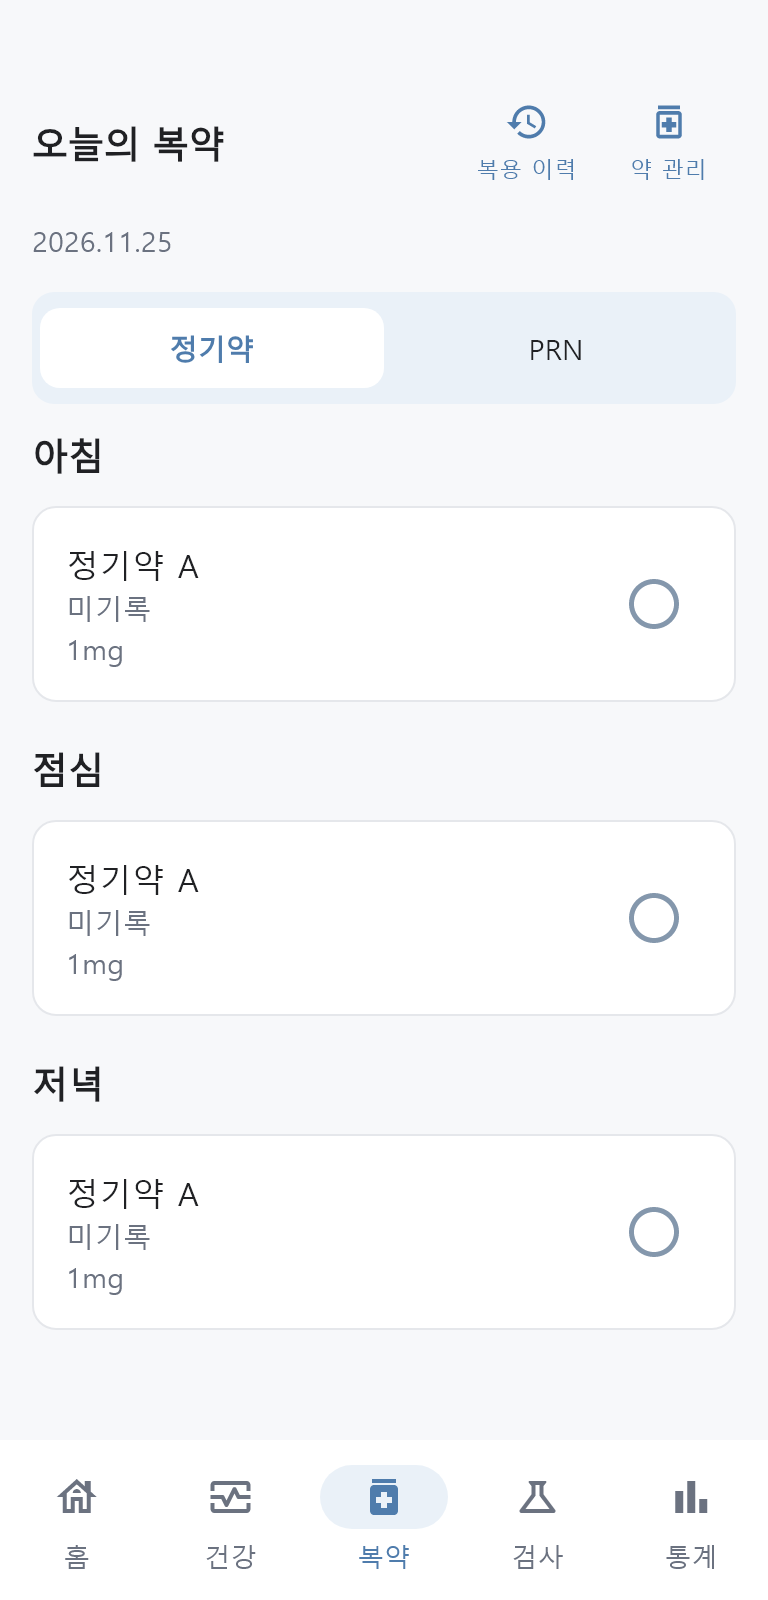 오늘의 복약
복용 이력
약 관리
2026.11.25
정기약
PRN
아침
정기약 A
미기록
1mg
점심
정기약 A
미기록
1mg
저녁
정기약 A
미기록
1mg
홈
건강
복약
검사
통계